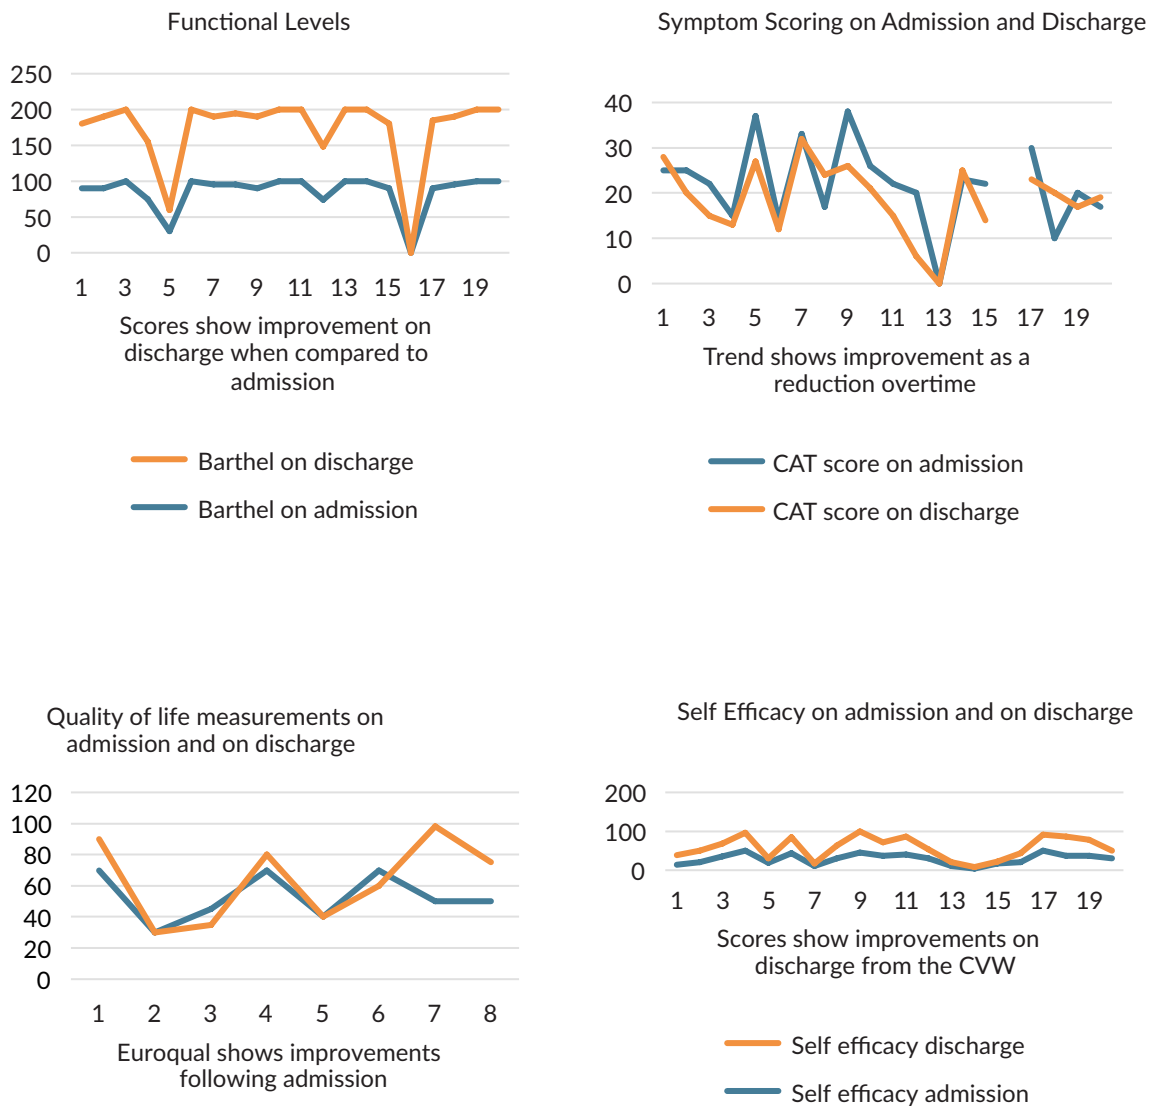 Functional Levels
250
200
150
100
50
0
1 3 5 7 9 11 13 15 17 19
Scores show improvement on
discharge when compared to
admission
Barthel on discharge
Barthel on admission
Symptom Scoring on Admission and Discharge
40
30
20
10
0
1 3 5 7 9 11 13 15 17 19
Trend shows improvement as a
reduction overtime
CAT score on admission
CAT score on discharge
Quality of life measurements on
admission and on discharge
120
100
80
60
40
20
0
1 2 3 4 5 6 7 8
Euroqual shows improvements
following admission
Self Efficacy on admission and on discharge
200
100
0
1 3 5 7 9 11 13 15 17 19
Scores show improvements on
discharge from the CVW
Self efficacy discharge
Self efficacy admission